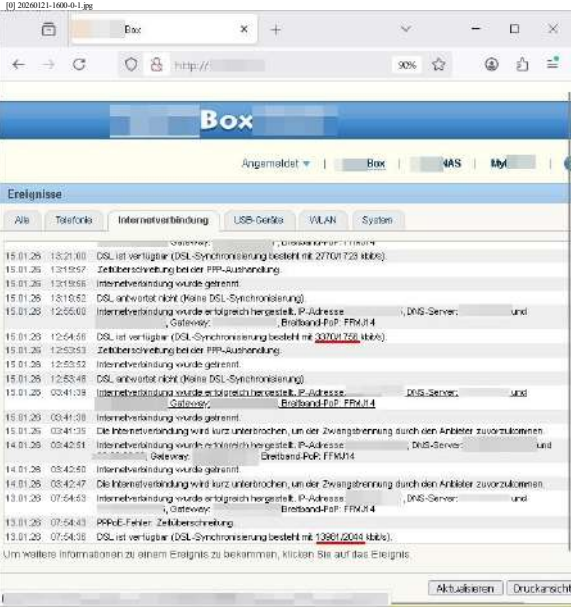 [0] 20260121-1600-0-1.jpg
Box
http://
90%
Box
Angemeldet | Box | NAS | My
Ereignisse
Alle Telefonie Internetverbindung USB-Geräte WLAN System
Gateway: , Breitband-PoP: FFMJ14
15.01.26 13:21:00 DSL ist verfügbar (DSL-Synchronisierung besteht mit 2770/1723 kbit/s).
15.01.26 13:19:57 Zeitüberschreitung bei der PPP-Aushandlung.
15.01.26 13:19:56 Internetverbindung wurde getrennt.
15.01.26 13:19:52 DSL antwortet nicht (Keine DSL-Synchronisierung).
15.01.26 12:55:00 Internetverbindung wurde erfolgreich hergestellt. IP-Adresse: , DNS-Server: und
, Gateway: , Breitband-PoP: FFMJ14
15.01.26 12:54:56 DSL ist verfügbar (DSL-Synchronisierung besteht mit 3370/1756 kbit/s).
15.01.26 12:53:53 Zeitüberschreitung bei der PPP-Aushandlung.
15.01.26 12:53:52 Internetverbindung wurde getrennt.
15.01.26 12:53:48 DSL antwortet nicht (Keine DSL-Synchronisierung).
15.01.26 03:41:39 Internetverbindung wurde erfolgreich hergestellt. IP-Adresse: , DNS-Server: und
, Gateway: , Breitband-PoP: FFMJ14
15.01.26 03:41:38 Internetverbindung wurde getrennt.
15.01.26 03:41:35 Die Internetverbindung wird kurz unterbrochen, um der Zwangstrennung durch den Anbieter zuvorzukommen.
14.01.26 03:42:51 Internetverbindung wurde erfolgreich hergestellt. IP-Adresse: , DNS-Server: und
, Gateway: Breitband-PoP: FFMJ14
14.01.26 03:42:50 Internetverbindung wurde getrennt.
14.01.26 03:42:47 Die Internetverbindung wird kurz unterbrochen, um der Zwangstrennung durch den Anbieter zuvorzukommen.
13.01.26 07:54:53 Internetverbindung wurde erfolgreich hergestellt. IP-Adresse: , DNS-Server: und
, Gateway: Breitband-PoP: FFMJ14
13.01.26 07:54:43 PPPoE-Fehler: Zeitüberschreitung.
13.01.26 07:54:36 DSL ist verfügbar (DSL-Synchronisierung besteht mit 13981/2044 kbit/s).
Um weitere Informationen zu einem Ereignis zu bekommen, klicken Sie auf das Ereignis.
Aktualisieren Druckansicht